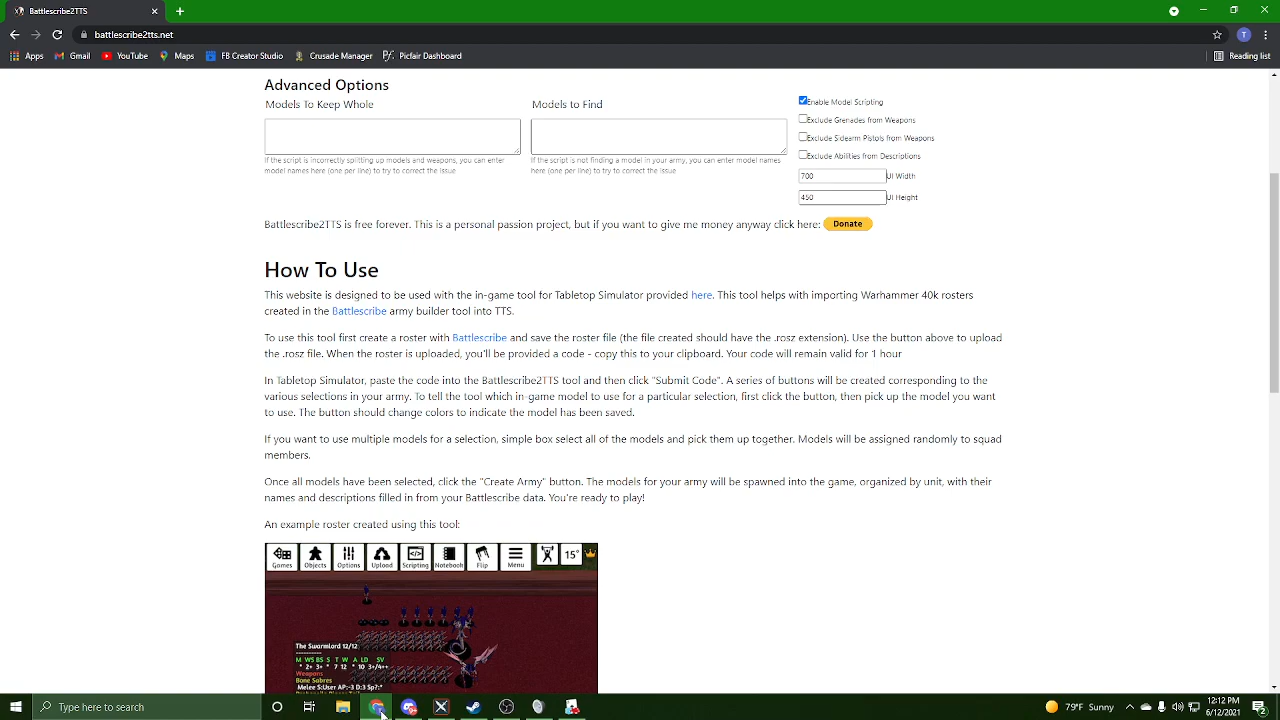 Battlescribe2TTS
battlescribe2tts.net
Apps Gmail YouTube Maps FB Creator Studio Crusade Manager Picfair Dashboard Reading list
Advanced Options
Models To Keep Whole
Models to Find
If the script is incorrectly splitting up models and weapons, you can enter
model names here (one per line) to try to correct the issue.
If the script is not finding a model in your army, you can enter model names
here (one per line) to try to correct the issue.
Enable Model Scripting
Exclude Grenades from Weapons
Exclude Sidearm Pistols from Weapons
Exclude Abilities from Descriptions
700 UI Width
450 UI Height
Battlescribe2TTS is free forever. This is a personal passion project, but if you want to give me money anyway click here: Donate
How To Use
This website is designed to be used with the in-game tool for Tabletop Simulator provided here. This tool helps with importing Warhammer 40k rosters
created in the Battlescribe army builder tool into TTS.
To use this tool first create a roster with Battlescribe and save the roster file (the file created should have the .rosz extension). Use the button above to upload
the .rosz file. When the roster is uploaded, you'll be provided a code - copy this to your clipboard. Your code will remain valid for 1 hour
In Tabletop Simulator, paste the code into the Battlescribe2TTS tool and then click "Submit Code". A series of buttons will be created corresponding to the
various selections in your army. To tell the tool which in-game model to use for a particular selection, first click the button, then pick up the model you want
to use. The button should change colors to indicate the model has been saved.
If you want to use multiple models for a selection, simple box select all of the models and pick them up together. Models will be assigned randomly to squad
members.
Once all models have been selected, click the "Create Army" button. The models for your army will be spawned into the game, organized by unit, with their
names and descriptions filled in from your Battlescribe data. You're ready to play!
An example roster created using this tool:
Games Objects Options Upload Scripting Notebook Flip Menu 15°
The Swarmlord 12/12
M WS BS S T W A LD SV
* 2+ 3+ * 7 12 * 10 3+/4++
Weapons
Bone Sabres
Melee S:User AP:-3 D:3 Sp?:*
Type here to search
79°F Sunny
12:12 PM
6/12/2021